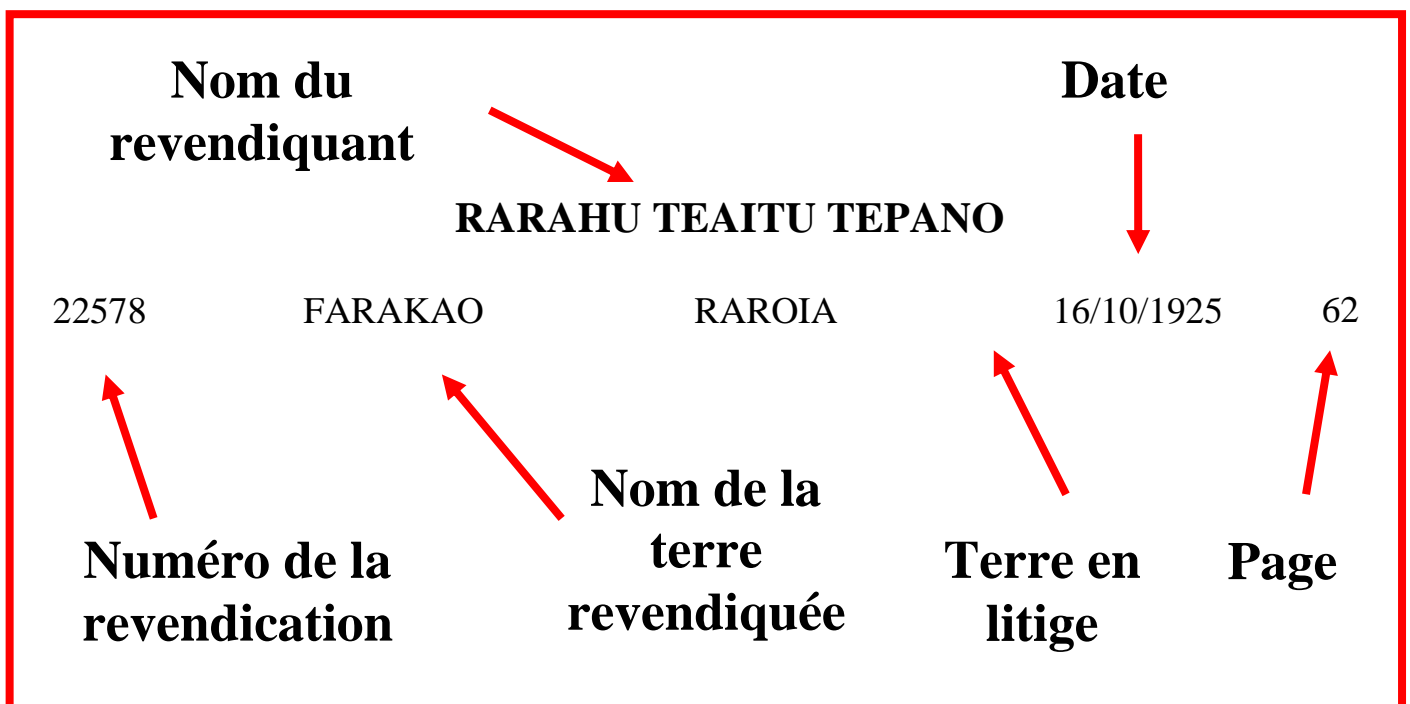 Nom du
revendiquant
Date
RARAHU TEAITU TEPANO
22578 FARAKAO RAROIA 16/10/1925 62
Numéro de la
revendication
Nom de la
terre
revendiquée
Terre en
litige
Page